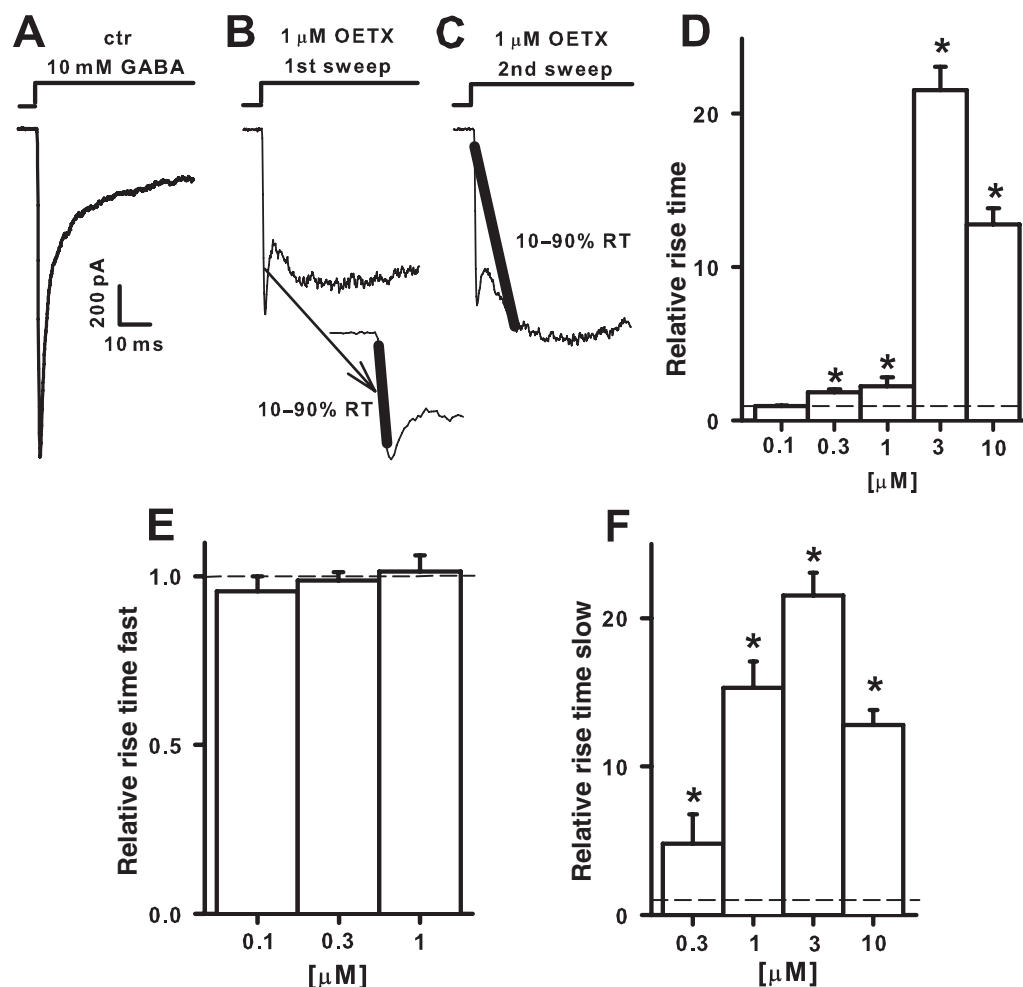 A
ctr
10 mM GABA
200 pA
10 ms
B
1 μM OETX
1st sweep
10–90% RT
C
1 μM OETX
2nd sweep
10–90% RT
D
Relative rise time
20
10
0
* * * *
0.1 0.3 1 3 10
[μM]
E
Relative rise time fast
1.0
0.5
0.0
0.1 0.3 1
[μM]
F
Relative rise time slow
20
10
0
* * * *
0.3 1 3 10
[μM]